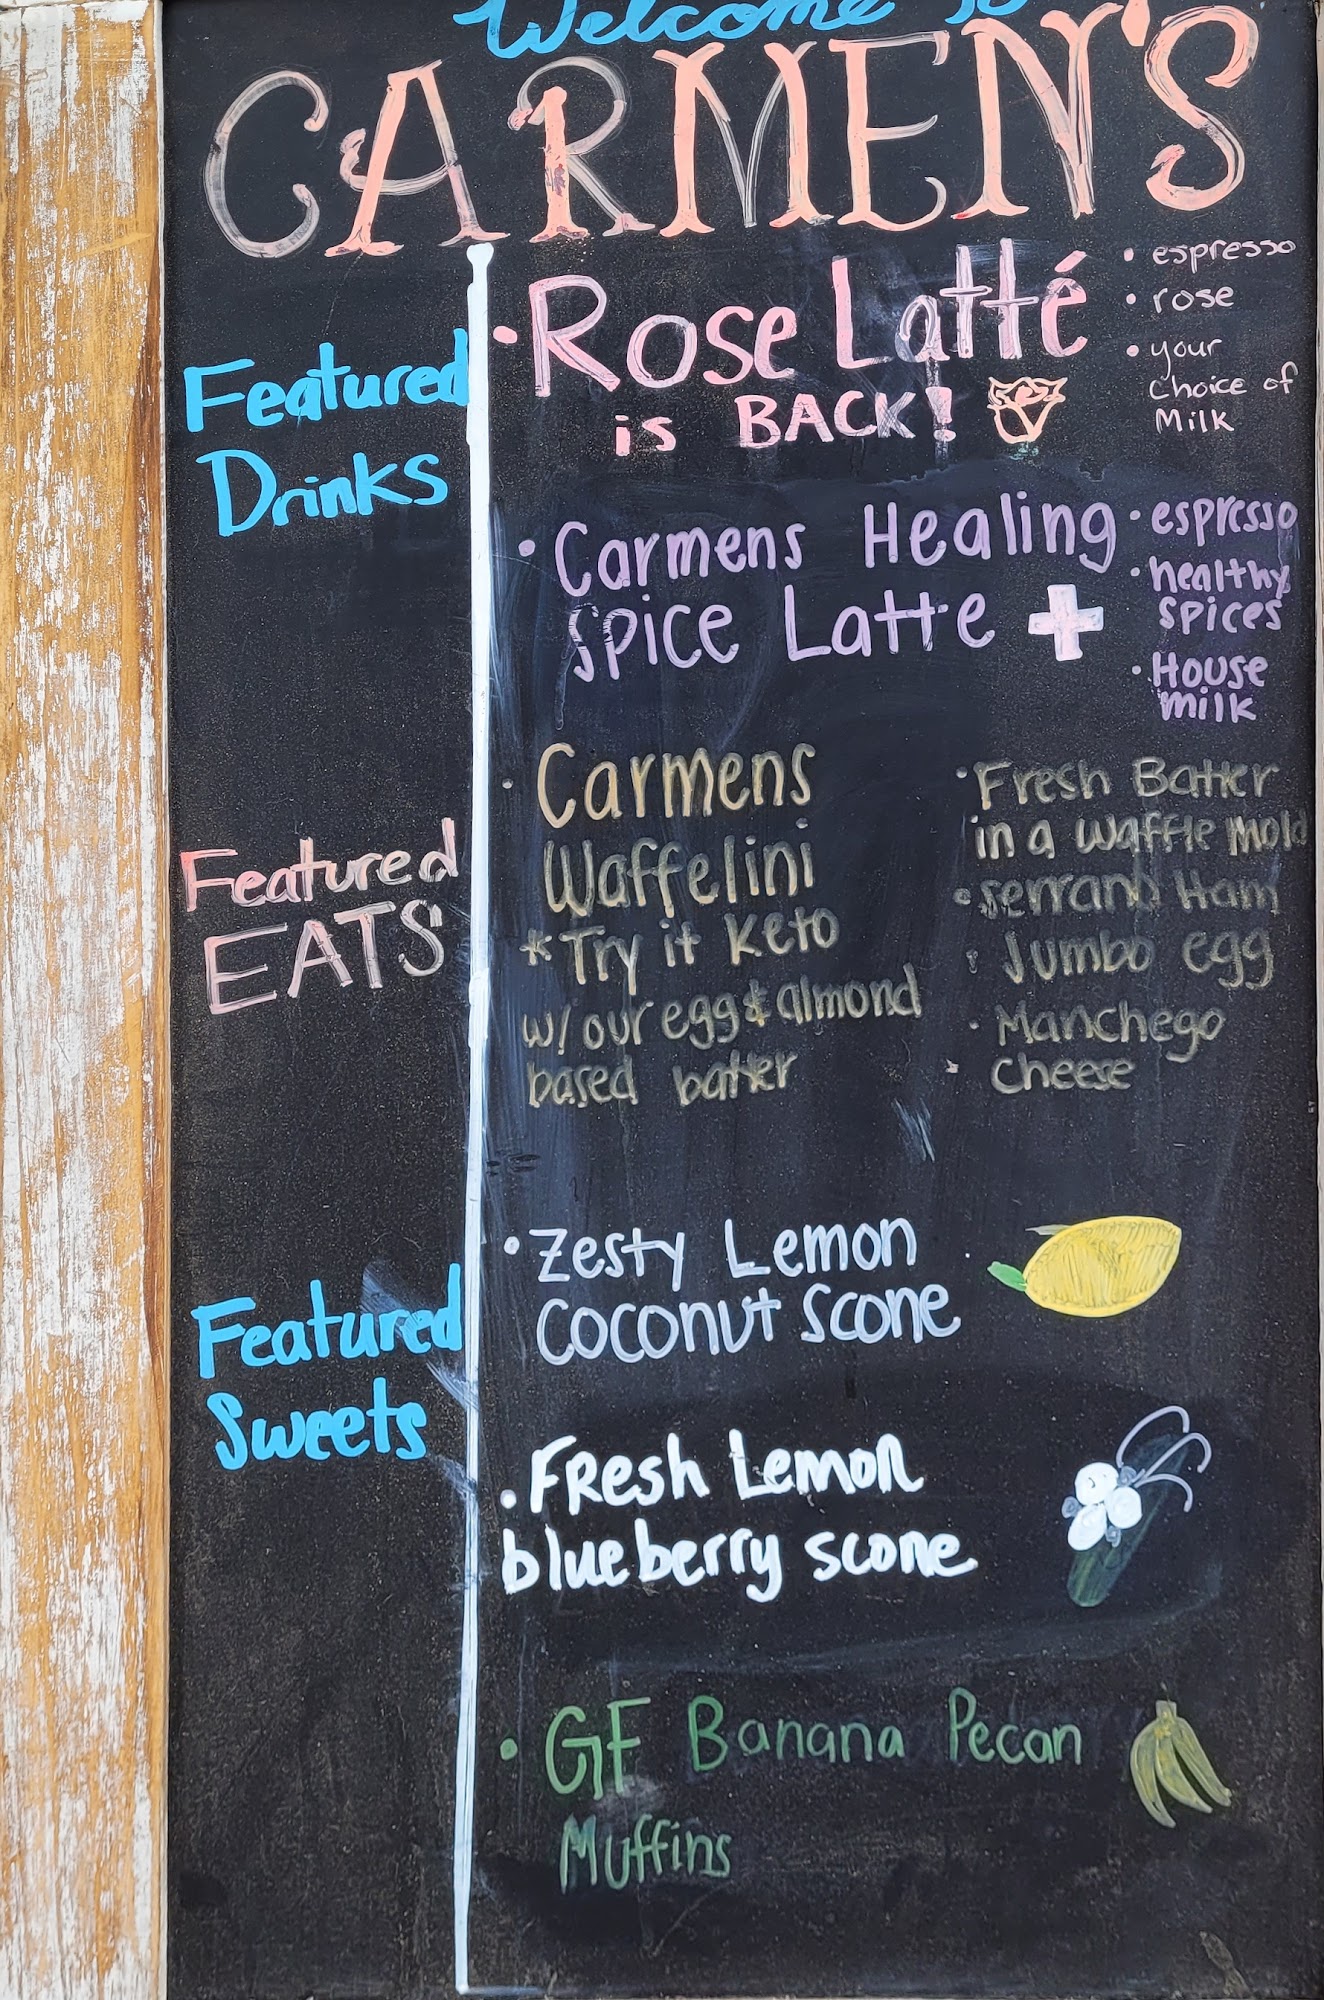 Welcome to
CARMEN'S
Featured
Drinks
• Rose Latté
is BACK!
• espresso
• rose
• your
choice of
Milk
• Carmens Healing
spice Latte
• espresso
• healthy
spices
• House
milk
Featured
EATS
• Carmens
Waffelini
* Try it Keto
w/ our egg & almond
based batter
• Fresh Batter
in a waffle mold
• serrano Ham
• Jumbo egg
• Manchego
cheese
Featured
Sweets
• Zesty Lemon
Coconut Scone
• Fresh Lemon
blueberry scone
• GF Banana Pecan
Muffins